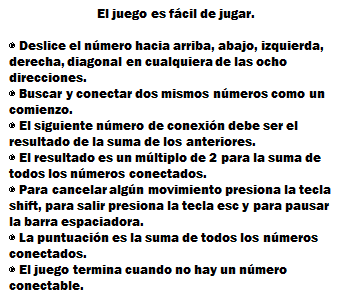 El juego es fácil de jugar.
Deslice el número hacia arriba, abajo, izquierda,
derecha, diagonal en cualquiera de las ocho
direcciones.
Buscar y conectar dos mismos números como un
comienzo.
El siguiente número de conexión debe ser el
resultado de la suma de los anteriores.
El resultado es un múltiplo de 2 para la suma de
todos los números conectados.
Para cancelar algún movimiento presiona la tecla
shift, para salir presiona la tecla esc y para pausar
la barra espaciadora.
La puntuación es la suma de todos los números
conectados.
El juego termina cuando no hay un número
conectable.